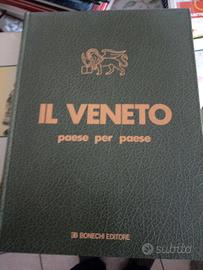 IL VENETO
paese per paese
BONECHI EDITORE
subito